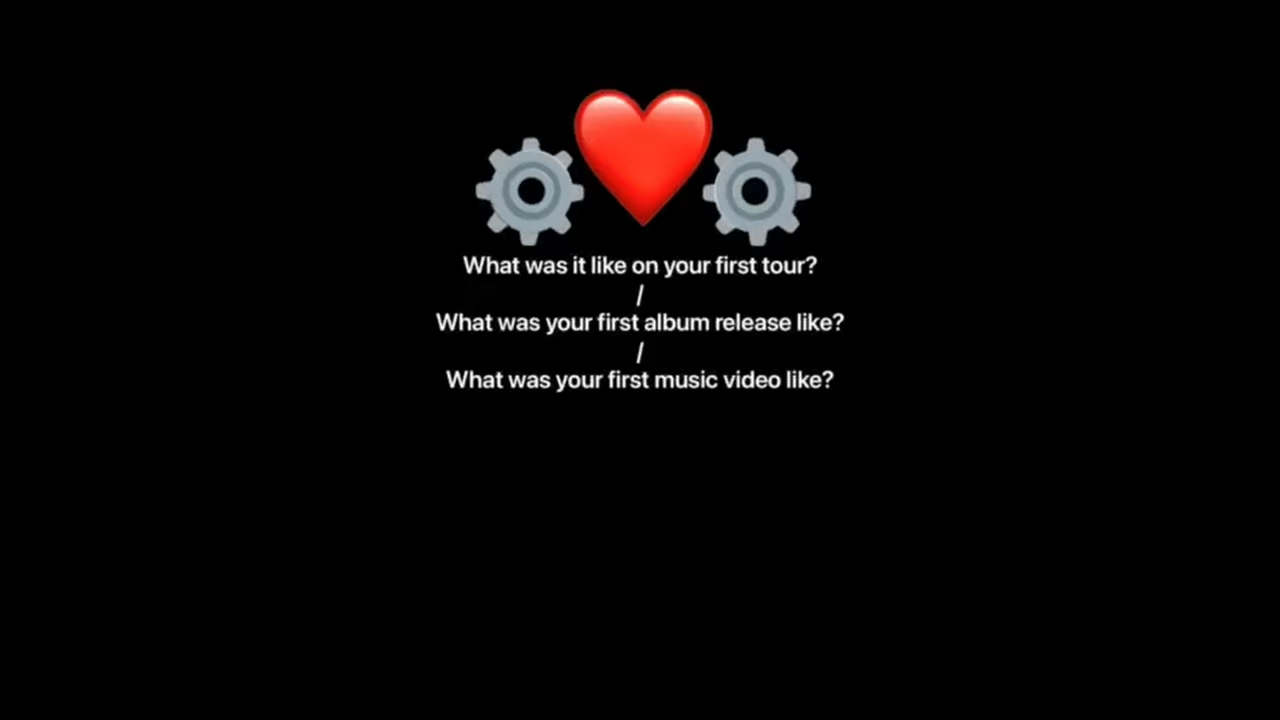 What was it like on your first tour?
/
What was your first album release like?
/
What was your first music video like?